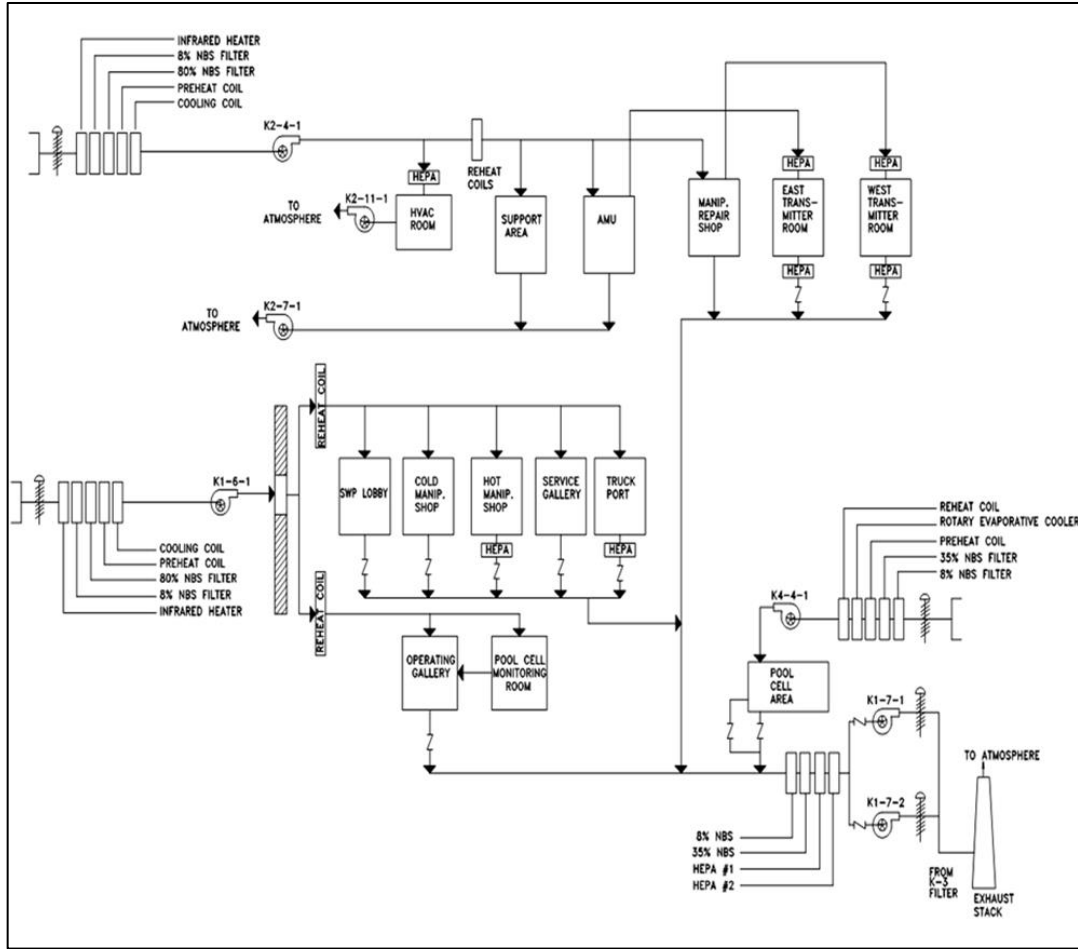 INFRARED HEATER
8% NBS FILTER
80% NBS FILTER
PREHEAT COIL
COOLING COIL
K2-4-1
REHEAT
COILS
HEPA
HVAC
ROOM
K2-11-1
TO
ATMOSPHERE
SUPPORT
AREA
AMU
MANIP.
REPAIR
SHOP
HEPA
EAST
TRANS-
MITTER
ROOM
HEPA
HEPA
WEST
TRANS-
MITTER
ROOM
HEPA
K2-7-1
TO
ATMOSPHERE
REHEAT COIL
K1-6-1
SWP LOBBY
COLD
MANIP.
SHOP
HOT
MANIP.
SHOP
HEPA
SERVICE
GALLERY
TRUCK
PORT
HEPA
COOLING COIL
PREHEAT COIL
80% NBS FILTER
8% NBS FILTER
INFRARED HEATER
REHEAT COIL
OPERATING
GALLERY
POOL CELL
MONITORING
ROOM
REHEAT COIL
ROTARY EVAPORATIVE COOLER
PREHEAT COIL
35% NBS FILTER
8% NBS FILTER
K4-4-1
POOL
CELL
AREA
K1-7-1
K1-7-2
TO ATMOSPHERE
8% NBS
35% NBS
HEPA #1
HEPA #2
FROM
K-3
FILTER
EXHAUST
STACK